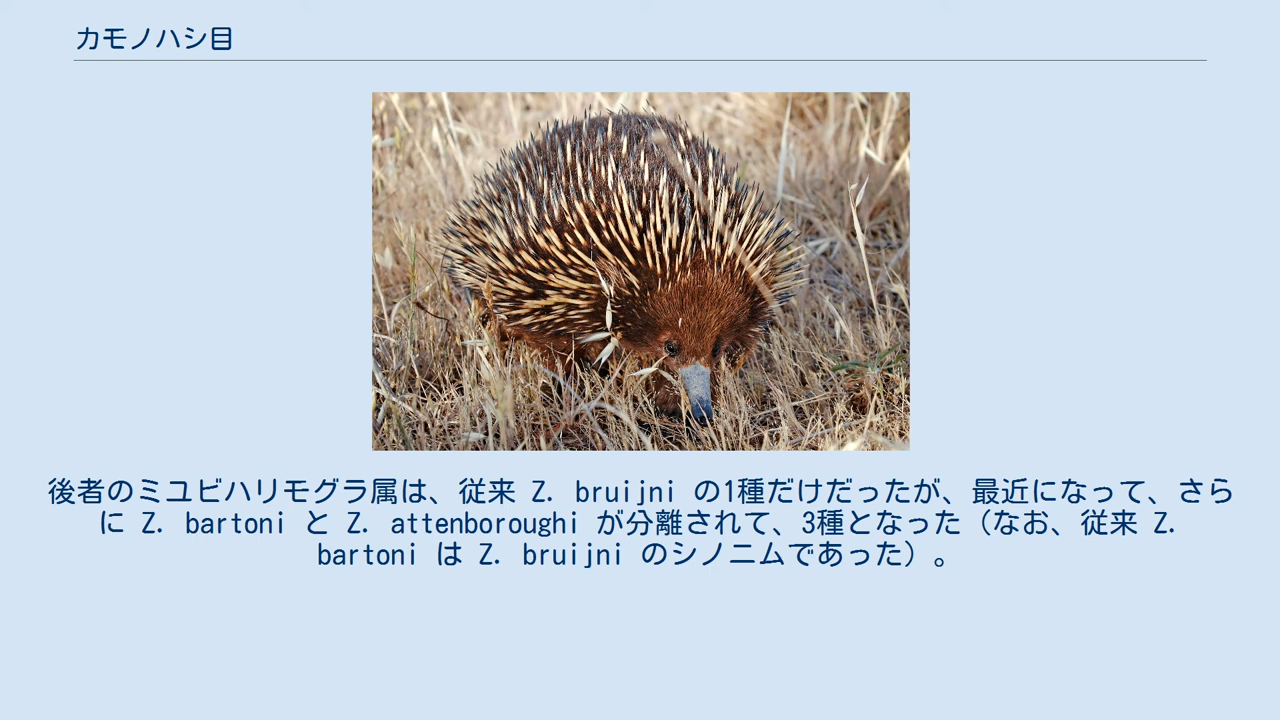 カモノハシ目
後者のミユビハリモグラ属は、従来 Z. bruijni の1種だけだったが、最近になって、さら
に Z. bartoni と Z. attenboroughi が分離されて、3種となった（なお、従来 Z.
bartoni は Z. bruijni のシノニムであった）。